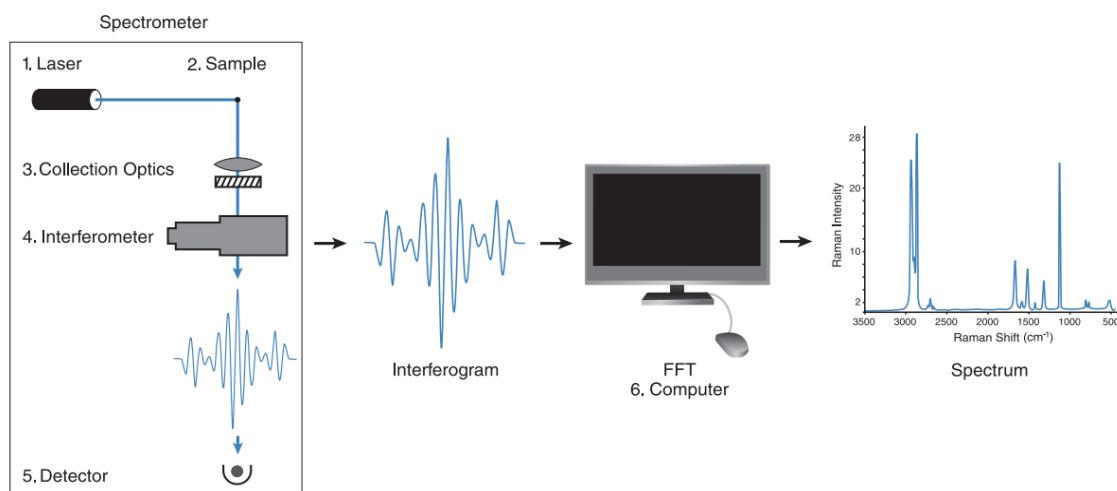 Spectrometer
1. Laser
2. Sample
3. Collection Optics
4. Interferometer
5. Detector
Interferogram
FFT
6. Computer
28
20
10
2
Raman Intensity
3500 3000 2500 2000 1500 1000 500
Raman Shift (cm⁻¹)
Spectrum